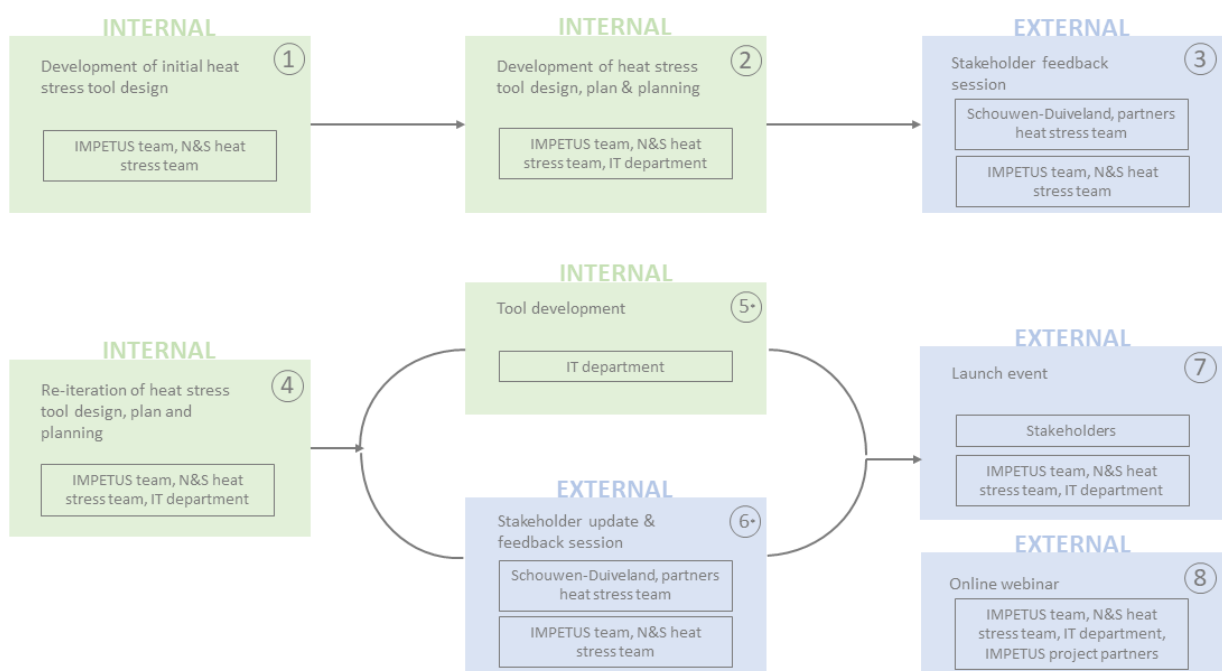 INTERNAL
1
Development of initial heat
stress tool design
IMPETUS team, N&S heat
stress team
INTERNAL
2
Development of heat stress
tool design, plan & planning
IMPETUS team, N&S heat
stress team, IT department
EXTERNAL
3
Stakeholder feedback
session
Schouwen-Duiveland, partners
heat stress team
IMPETUS team, N&S heat
stress team
INTERNAL
4
Re-iteration of heat stress
tool design, plan and
planning
IMPETUS team, N&S heat
stress team, IT department
INTERNAL
5*
Tool development
IT department
EXTERNAL
6*
Stakeholder update &
feedback session
Schouwen-Duiveland, partners
heat stress team
IMPETUS team, N&S heat
stress team
EXTERNAL
7
Launch event
Stakeholders
IMPETUS team, N&S heat
stress team, IT department
EXTERNAL
8
Online webinar
IMPETUS team, N&S heat
stress team, IT department,
IMPETUS project partners